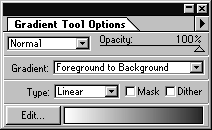 Gradient Tool Options
Normal Opacity: 100%
Gradient: Foreground to Background
Type: Linear Mask Dither
Edit...